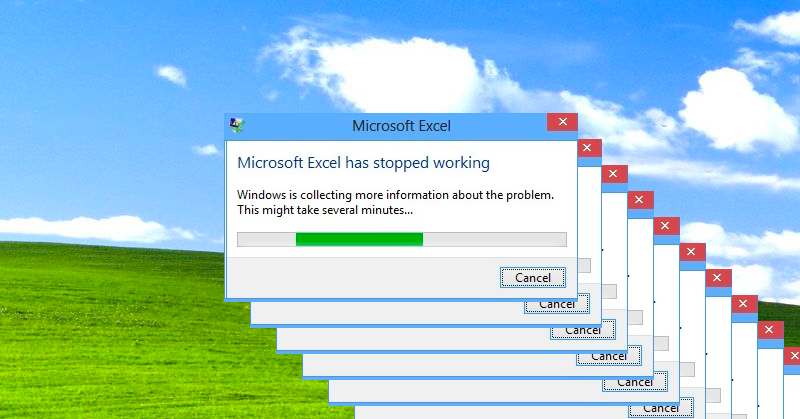 Microsoft Excel
Microsoft Excel has stopped working
Windows is collecting more information about the problem.
This might take several minutes...
Cancel
Cancel
Cancel
Cancel
Cancel
Cancel